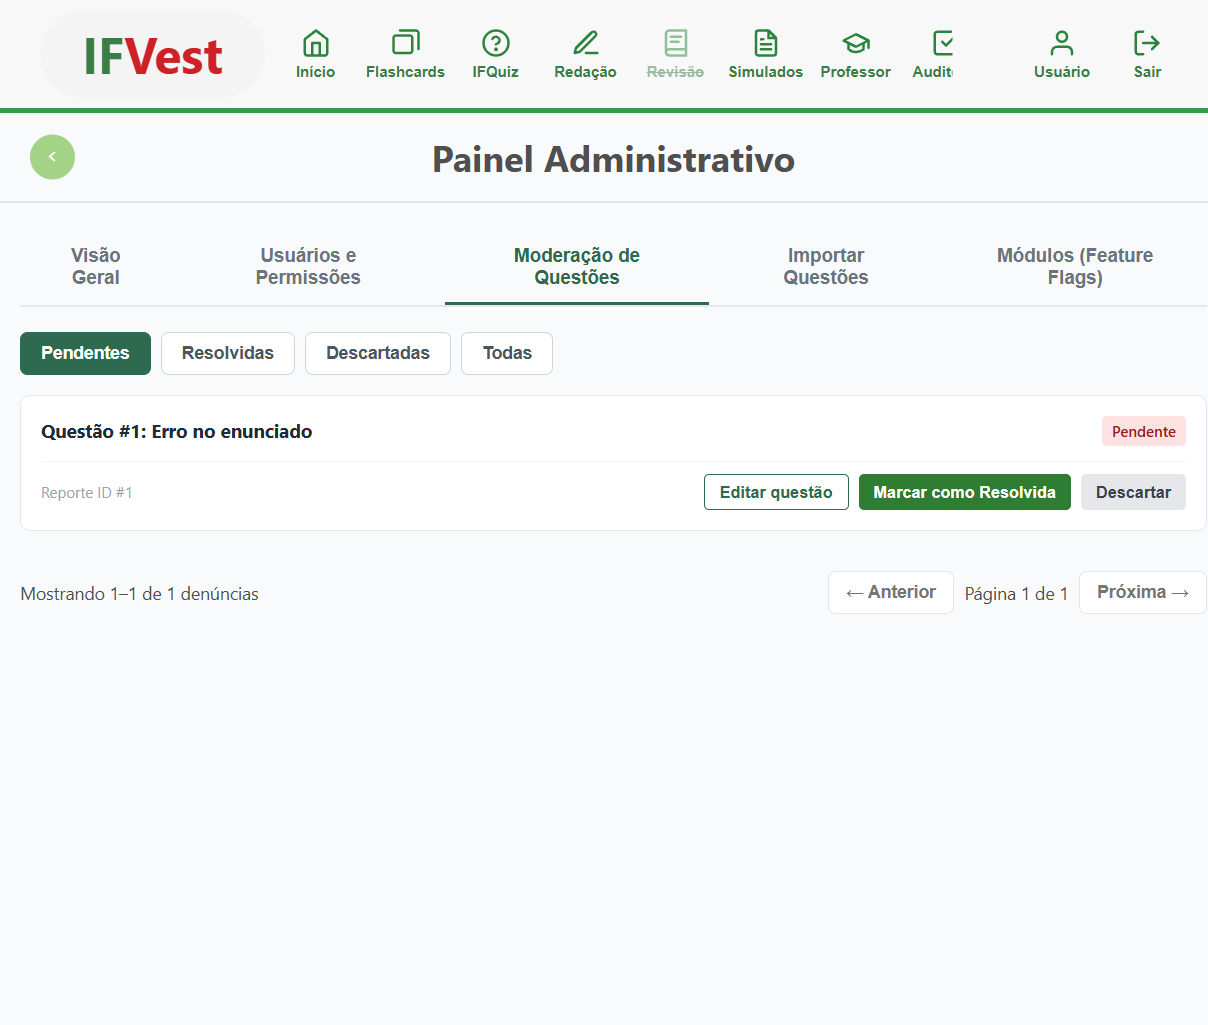 IFVest
Início
Flashcards
IFQuiz
Redação
Revisão
Simulados
Professor
Usuário
Sair
Painel Administrativo
Visão
Geral
Usuários e
Permissões
Moderação de
Questões
Importar
Questões
Módulos (Feature
Flags)
Pendentes
Resolvidas
Descartadas
Todas
Questão #1: Erro no enunciado
Pendente
Reporte ID #1
Editar questão
Marcar como Resolvida
Descartar
Mostrando 1–1 de 1 denúncias
← Anterior
Página 1 de 1
Próxima →